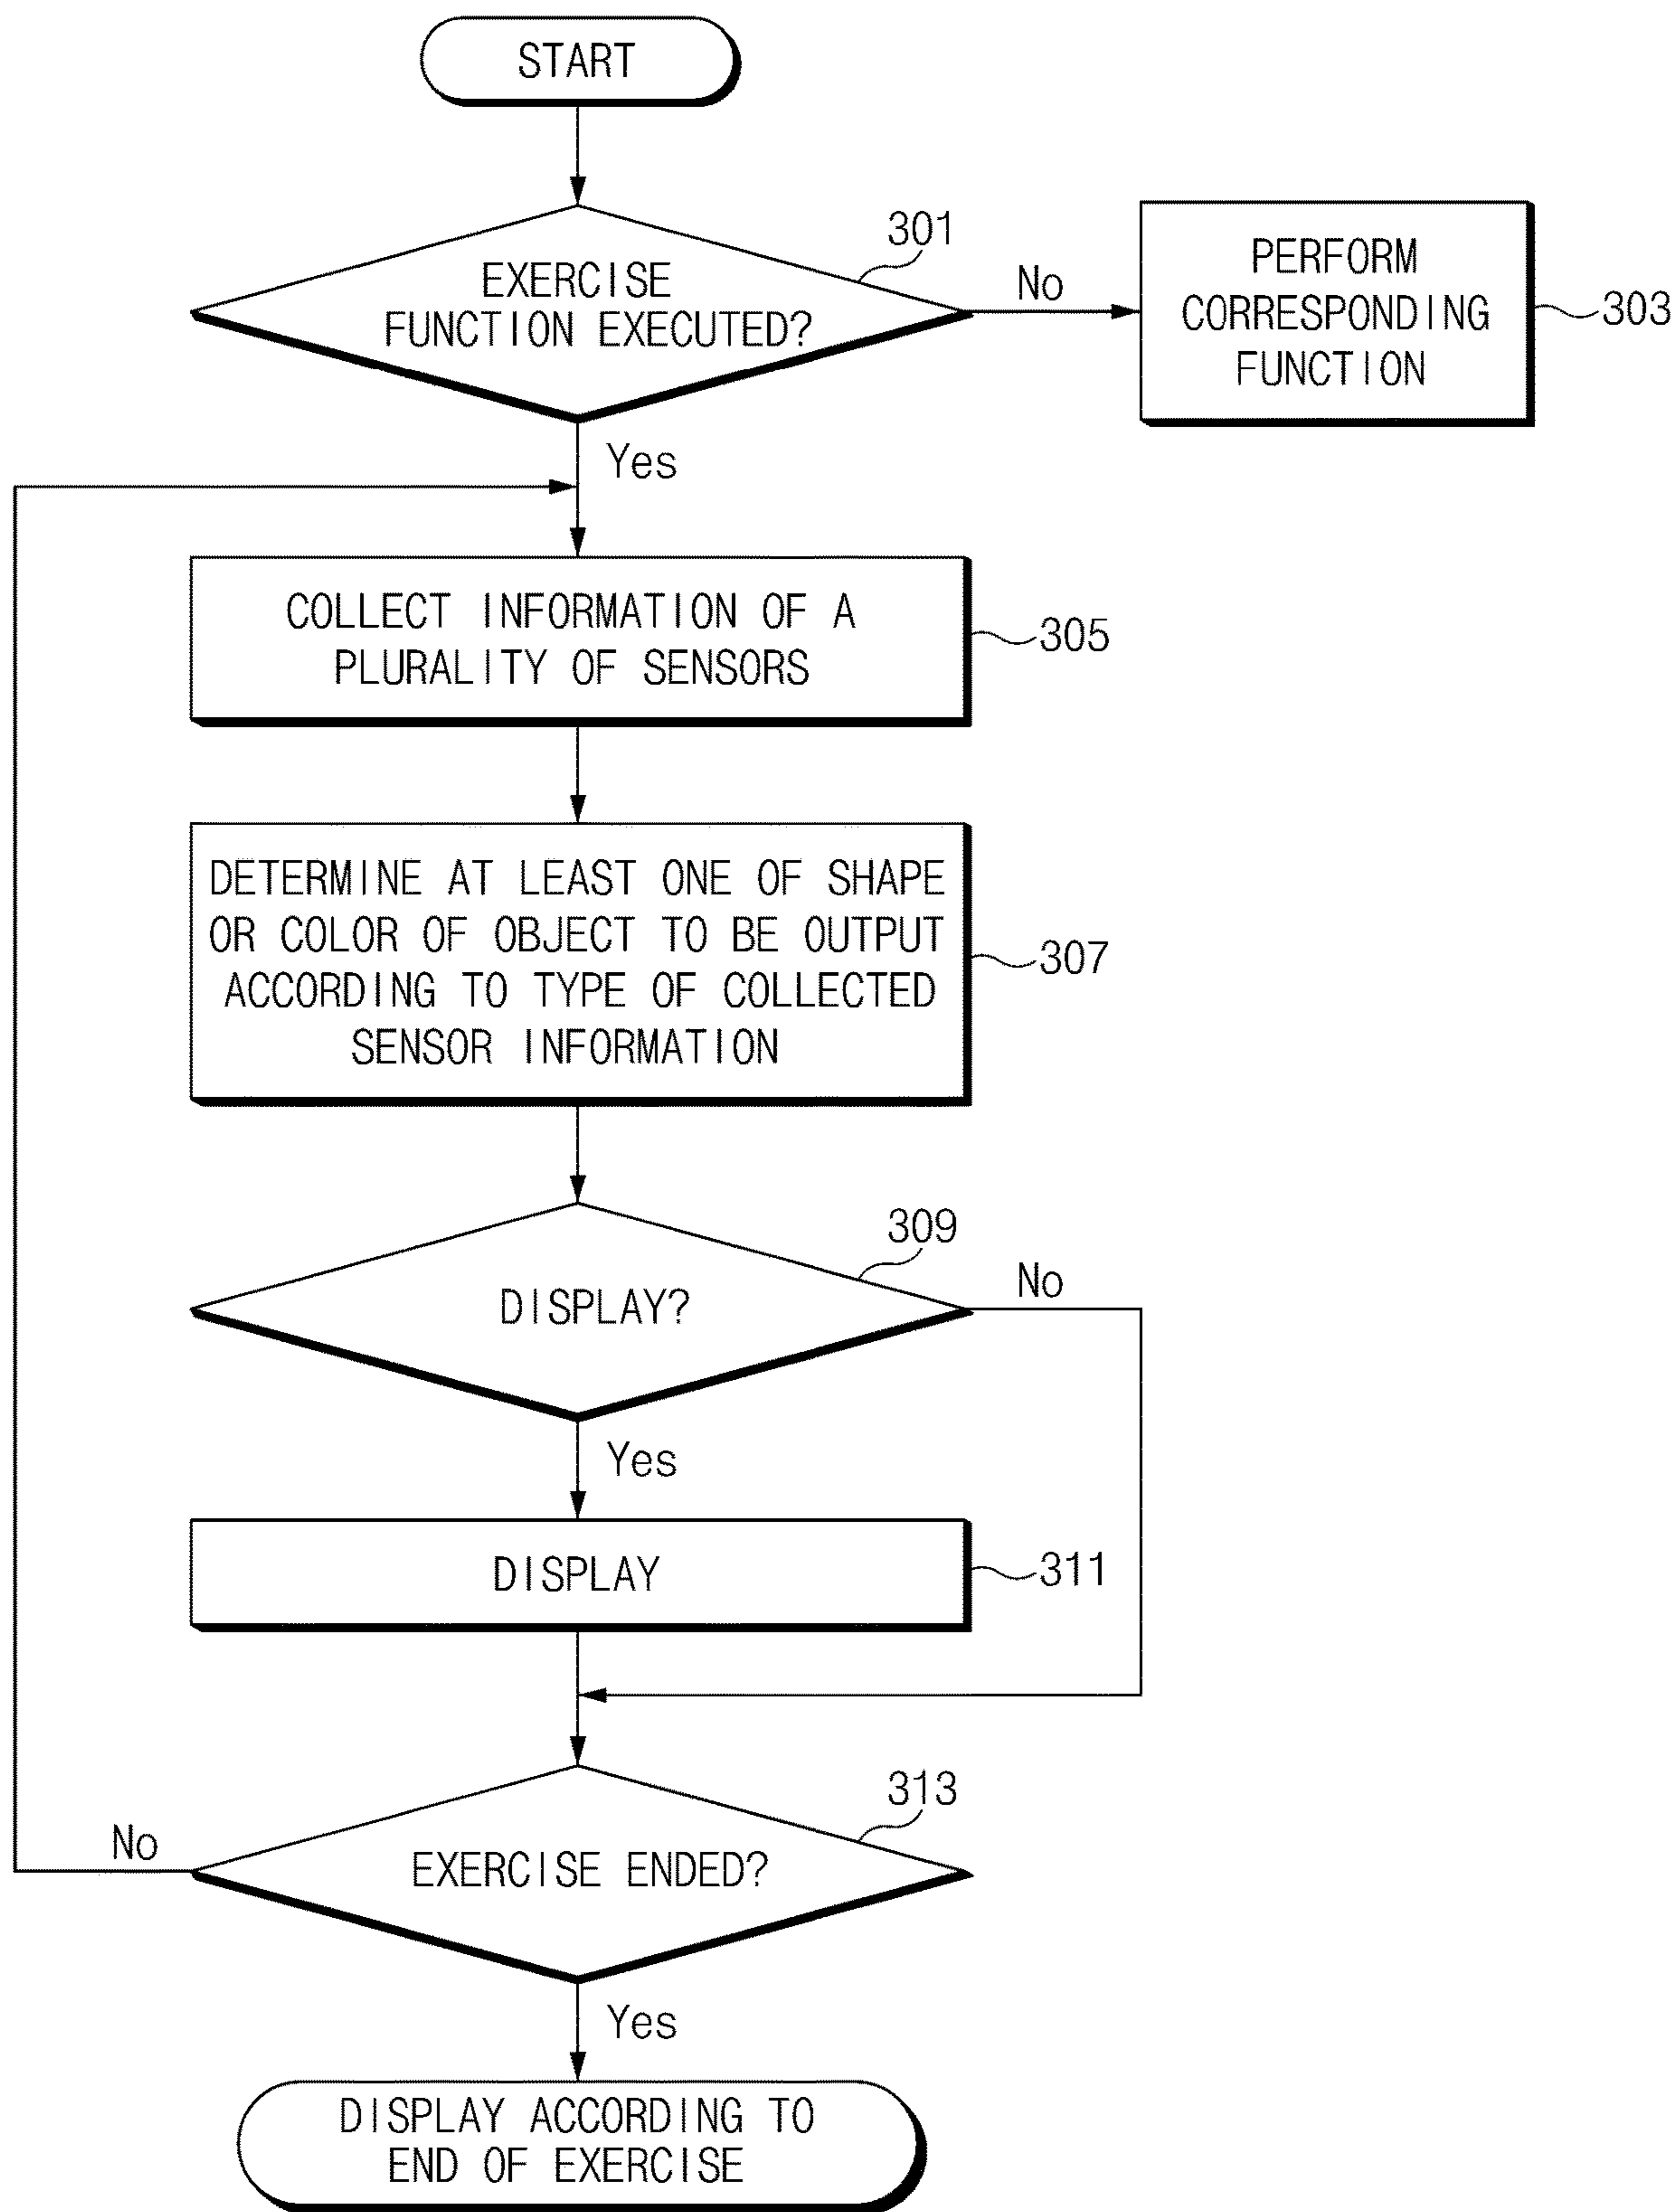 START
301
EXERCISE
FUNCTION EXECUTED?
No
PERFORM
CORRESPONDING
FUNCTION
303
Yes
COLLECT INFORMATION OF A
PLURALITY OF SENSORS
305
DETERMINE AT LEAST ONE OF SHAPE
OR COLOR OF OBJECT TO BE OUTPUT
ACCORDING TO TYPE OF COLLECTED
SENSOR INFORMATION
307
309
DISPLAY?
No
Yes
DISPLAY
311
313
EXERCISE ENDED?
No
Yes
DISPLAY ACCORDING TO
END OF EXERCISE